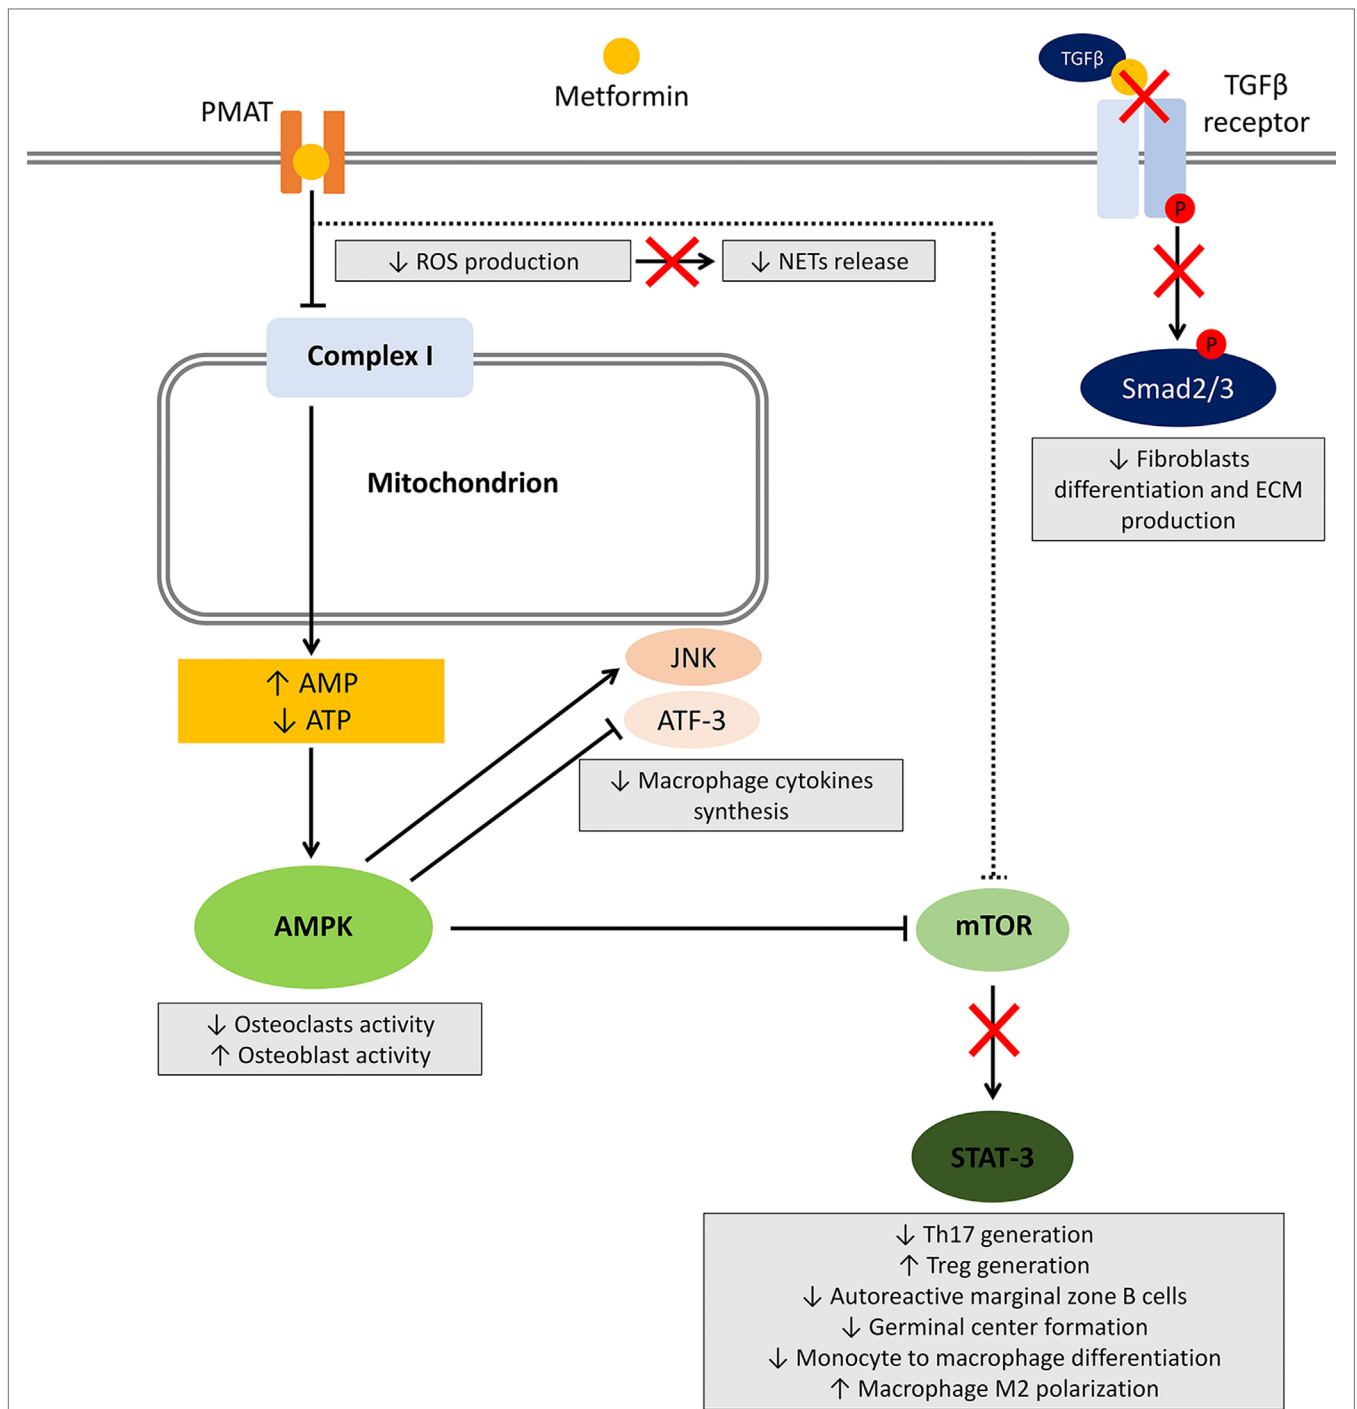 TGFβ
Metformin
PMAT
TGFβ
receptor
P
↓ ROS production
↓ NETs release
P
Complex I
Smad2/3
↓ Fibroblasts
differentiation and ECM
production
Mitochondrion
JNK
↑ AMP
↓ ATP
ATF-3
↓ Macrophage cytokines
synthesis
AMPK
mTOR
↓ Osteoclasts activity
↑ Osteoblast activity
STAT-3
↓ Th17 generation
↑ Treg generation
↓ Autoreactive marginal zone B cells
↓ Germinal center formation
↓ Monocyte to macrophage differentiation
↑ Macrophage M2 polarization